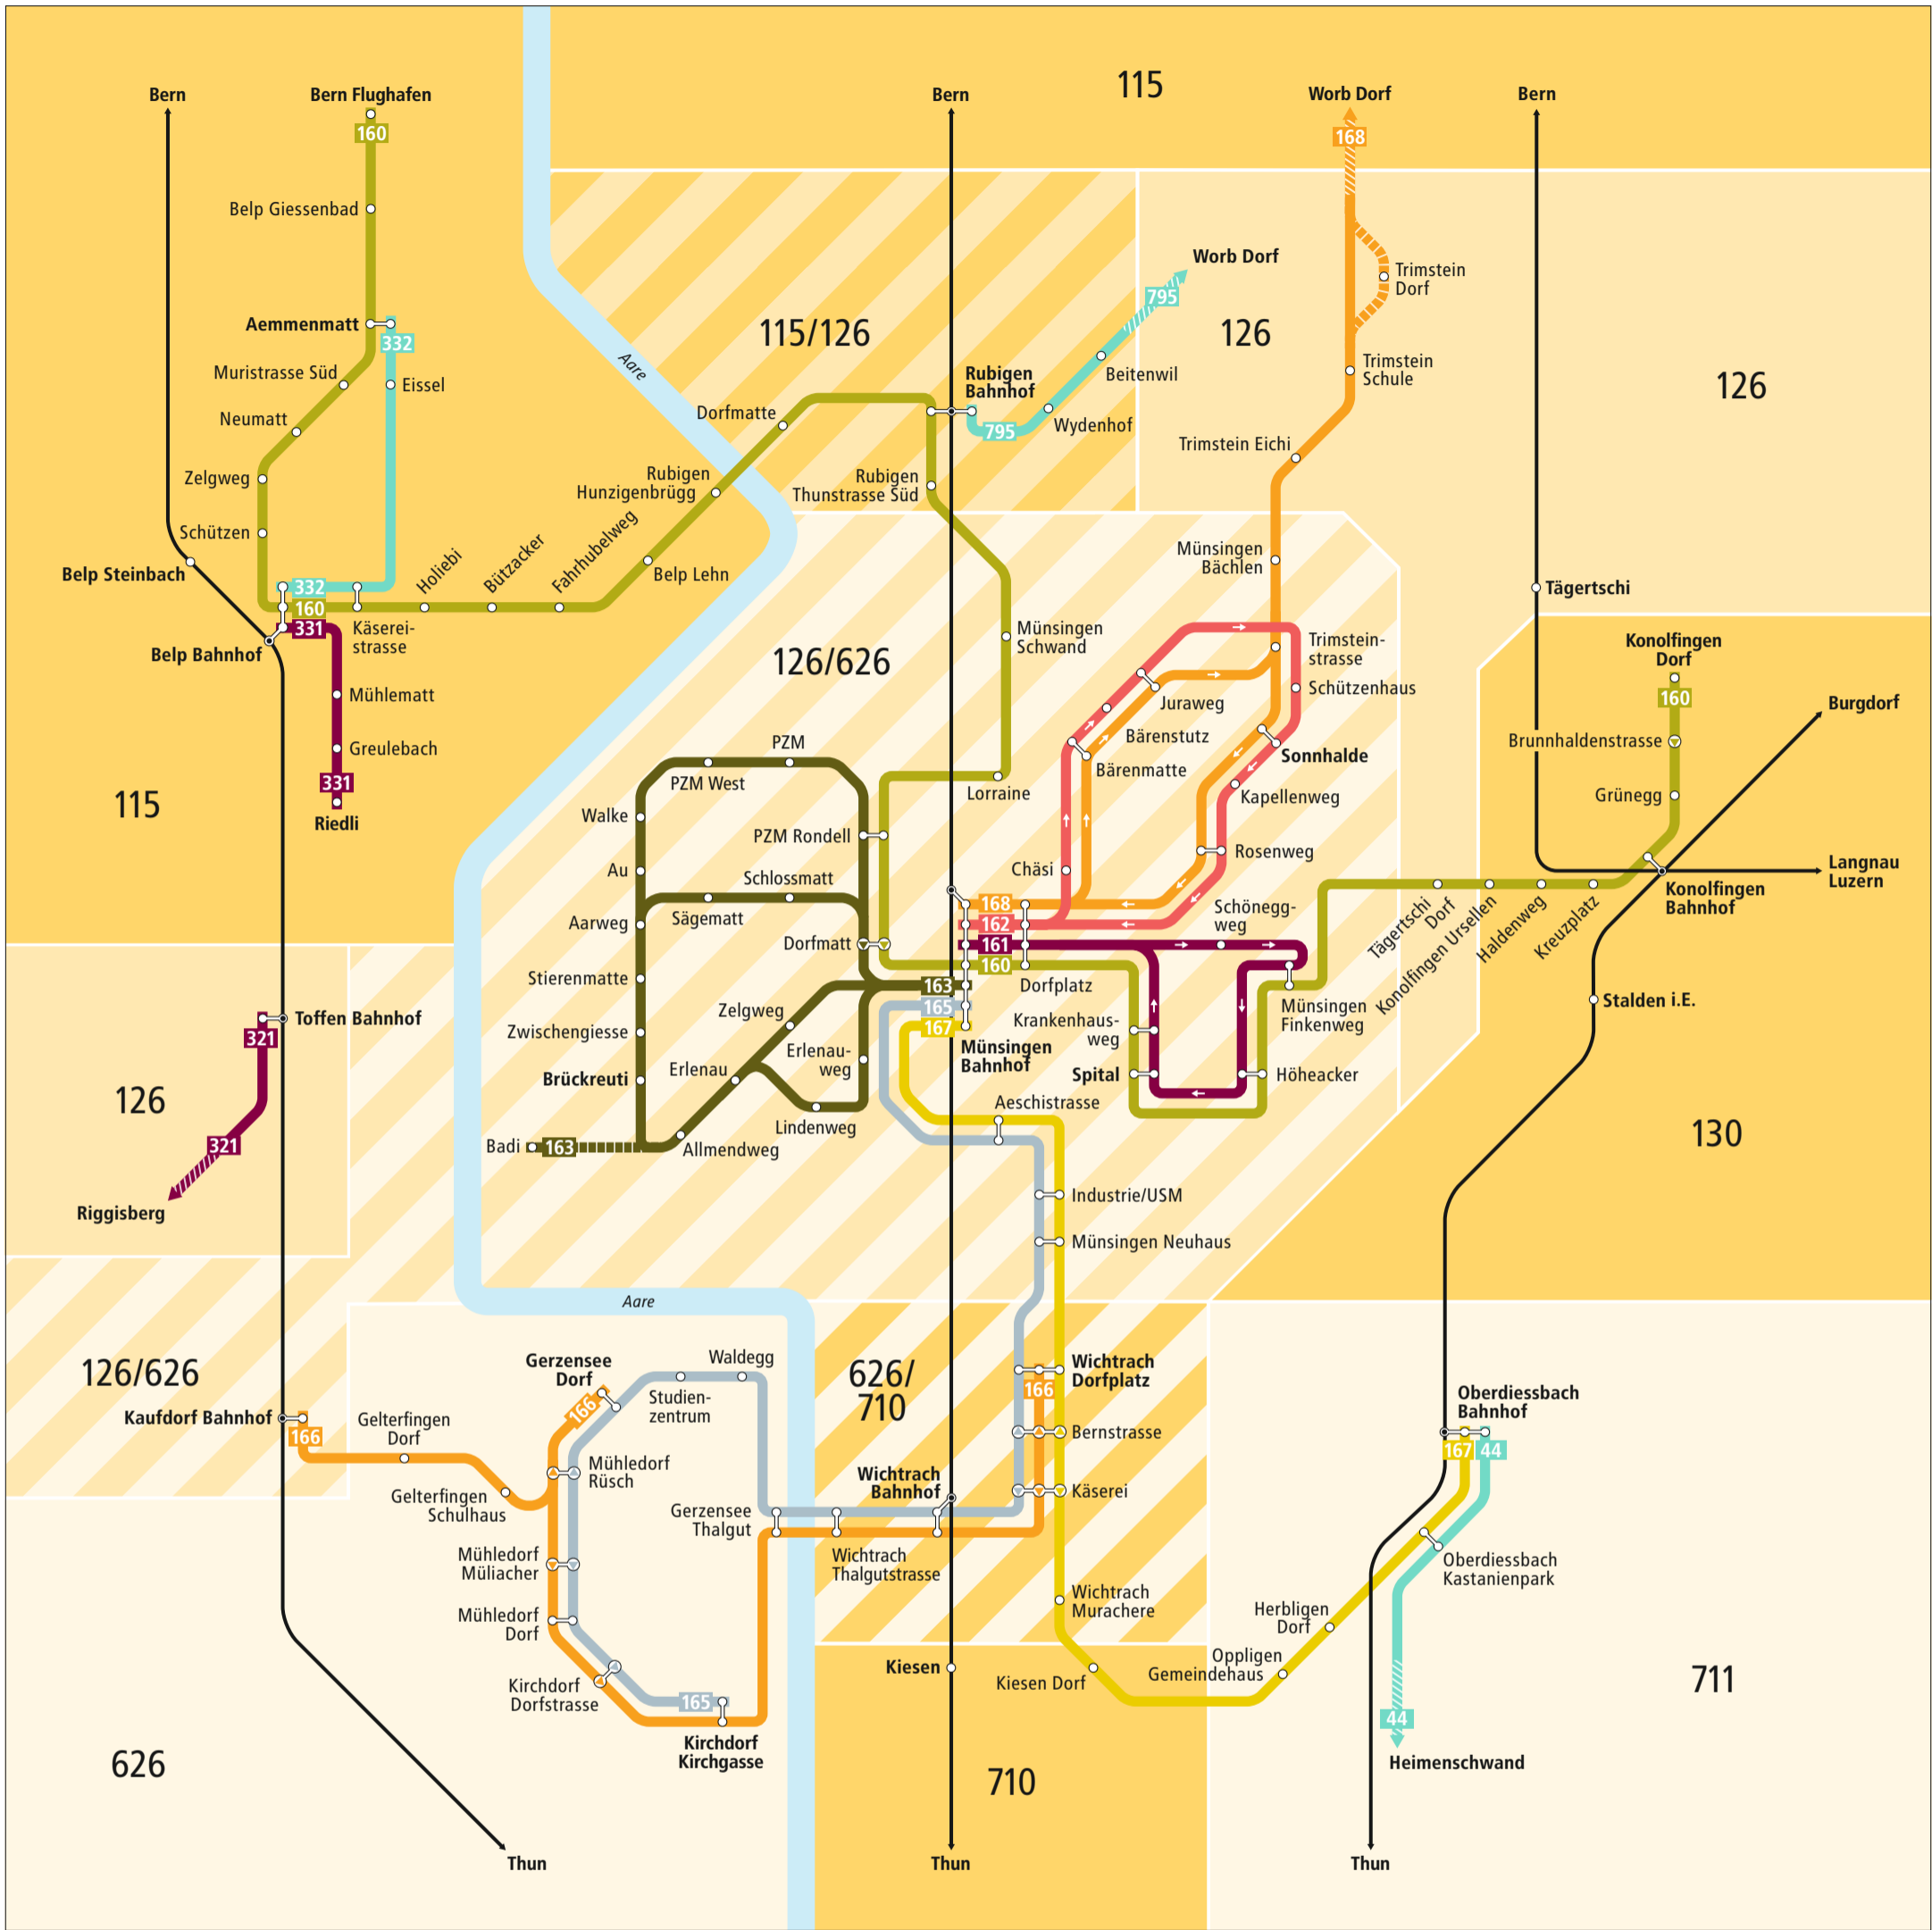 115
Bern
Bern Flughafen
Bern
Worb Dorf
Bern
160
168
Belp Giessenbad
Worb Dorf
Trimstein
Dorf
795
Aemmenmatt
332
115/126
126
Aare
Muristrasse Süd
Eissel
Beitenwil
Rubigen
Bahnhof
Trimstein
Schule
126
Neumatt
Dorfmatte
795
Wydenhof
Trimstein Eichi
Zelgweg
Rubigen
Hunzigenbrügg
Rubigen
Thunstrasse Süd
Schützen
Holiebi
Bützacker
Fahrhubelweg
Belp Lehn
Münsingen
Bächlen
Belp Steinbach
332
160
331
Käserei-
strasse
Belp Bahnhof
Tägertschi
Mühlematt
Greulebach
331
Riedli
115
126/626
Münsingen
Schwand
Trimstein-
strasse
Schützenhaus
Juraweg
Bärenstutz
Bärenmatte
Sonnhalde
Kapellenweg
Rosenweg
Chäsi
Konolfingen
Dorf
160
Burgdorf
Brunnhaldenstrasse
Grünegg
Langnau
Luzern
Konolfingen
Bahnhof
PZM
PZM West
Walke
Lorraine
PZM Rondell
Au
Schlossmatt
Sägematt
Aarweg
Dorfmatt
168
162
161
160
Schönegg-
weg
Tägertschi
Dorf
Konolfingen Ursellen
Haldenweg
Kreuzplatz
Stierenmatte
163
165
167
Dorfplatz
Münsingen
Finkenweg
Stalden i.E.
Toffen Bahnhof
321
Zwischengiesse
Zelgweg
Erlenau-
weg
Krankenhaus-
weg
Münsingen
Bahnhof
Brückreuti
Erlenau
Spital
Höheacker
126
Lindenweg
Aeschistrasse
321
Badi
163
Allmendweg
130
Riggisberg
Industrie/USM
Münsingen Neuhaus
Aare
126/626
Gerzensee
Dorf
Waldegg
626/
710
Wichtrach
Dorfplatz
166
166
Studien-
zentrum
Kaufdorf Bahnhof
166
Gelterfingen
Dorf
Bernstrasse
Oberdiessbach
Bahnhof
167
44
Gelterfingen
Schulhaus
Mühledorf
Rüsch
Wichtrach
Bahnhof
Käserei
Gerzensee
Thalgut
Wichtrach
Thalgutstrasse
Mühledorf
Müliacher
Oberdiessbach
Kastanienpark
Mühledorf
Dorf
Wichtrach
Murachere
Herbligen
Dorf
Kirchdorf
Dorfstrasse
165
Kiesen
Kiesen Dorf
Oppligen
Gemeindehaus
711
44
Kirchdorf
Kirchgasse
Heimenschwand
626
710
Thun
Thun
Thun